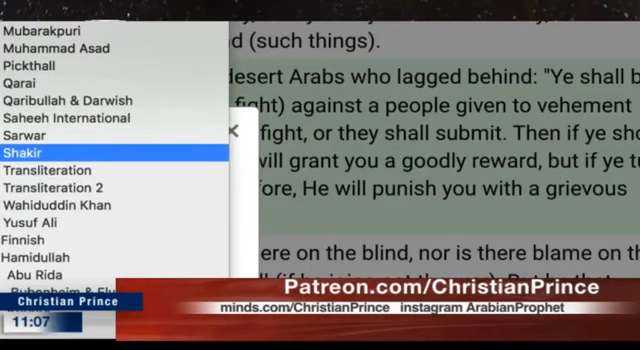 Mubarakpuri
Muhammad Asad
Pickthall
Qarai
Qaribullah & Darwish
Saheeh International
Sarwar
Shakir
Transliteration
Transliteration 2
Wahiduddin Khan
Yusuf Ali
Finnish
Hamidullah
Abu Rida
d (such things).
desert Arabs who lagged behind: "Ye shall b
fight) against a people given to vehement
fight, or they shall submit. Then if ye sho
will grant you a goodly reward, but if ye tu
fore, He will punish you with a grievous
ere on the blind, nor is there blame on th
Patreon.com/ChristianPrince
minds.com/ChristianPrince instagram ArabianProphet
Christian Prince
11:07